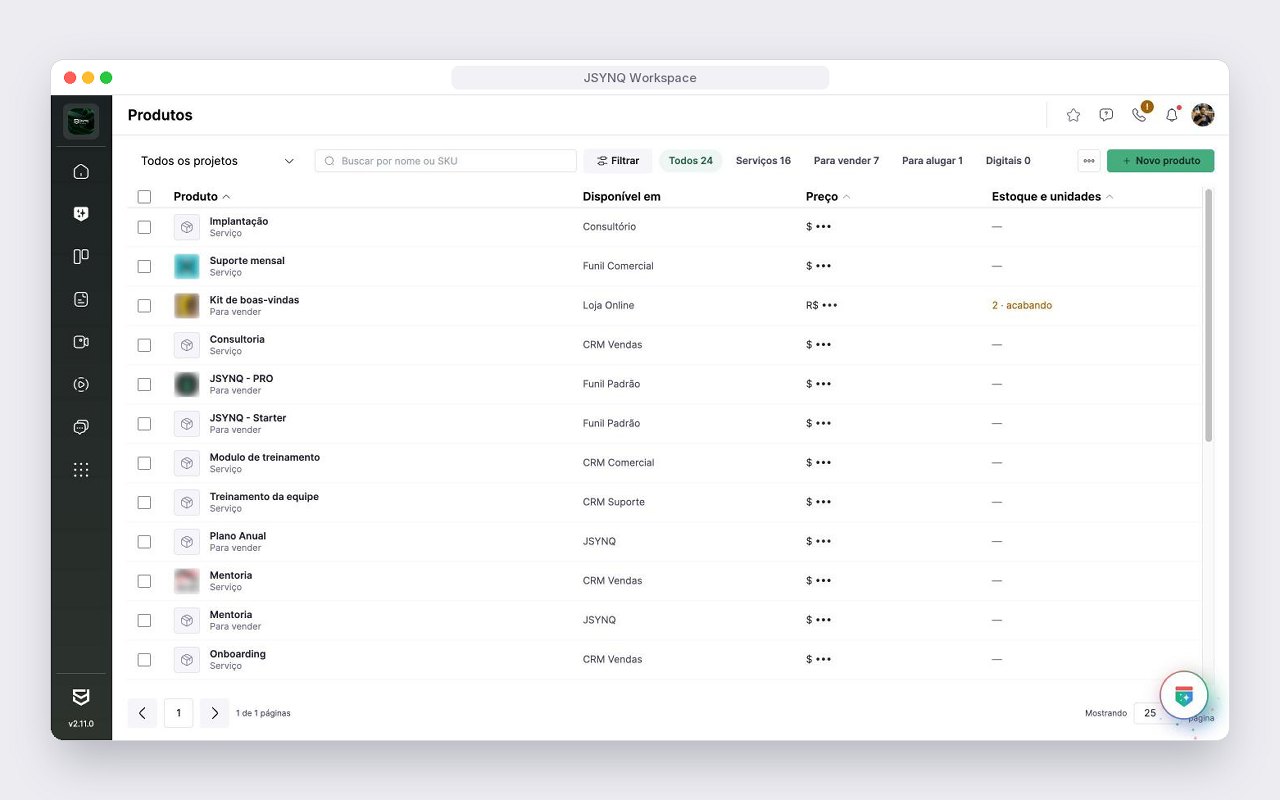 JSYNQ Workspace
Produtos
!
Todos os projetos
Buscar por nome ou SKU
Filtrar
Todos 24
Serviços 16
Para vender 7
Para alugar 1
Digitais 0
+ Novo produto
Produto
Disponível em
Preço
Estoque e unidades
Implantação
Serviço
Consultório
$ •••
—
Suporte mensal
Serviço
Funil Comercial
$ •••
—
Kit de boas-vindas
Para vender
Loja Online
R$ •••
2 · acabando
Consultoria
Serviço
CRM Vendas
$ •••
—
JSYNQ - PRO
Para vender
Funil Padrão
$ •••
—
JSYNQ - Starter
Para vender
Funil Padrão
$ •••
—
Modulo de treinamento
Serviço
CRM Comercial
$ •••
—
Treinamento da equipe
Serviço
CRM Suporte
$ •••
—
Plano Anual
Para vender
JSYNQ
$ •••
—
Mentoria
Serviço
CRM Vendas
$ •••
—
Mentoria
Para vender
JSYNQ
$ •••
—
Onboarding
Serviço
CRM Vendas
$ •••
—
v2.11.0
1
1 de 1 páginas
Mostrando
25
página